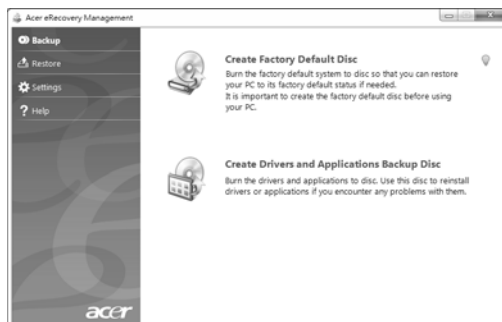 Acer eRecovery Management
Backup
Restore
Settings
Help
Create Factory Default Disc
Burn the factory default system to disc so that you can restore
your PC to its factory default status if needed.
It is important to create the factory default disc before using
your PC.
Create Drivers and Applications Backup Disc
Burn the drivers and applications to disc. Use this disc to reinstall
drivers or applications if you encounter any problems with them.
acer